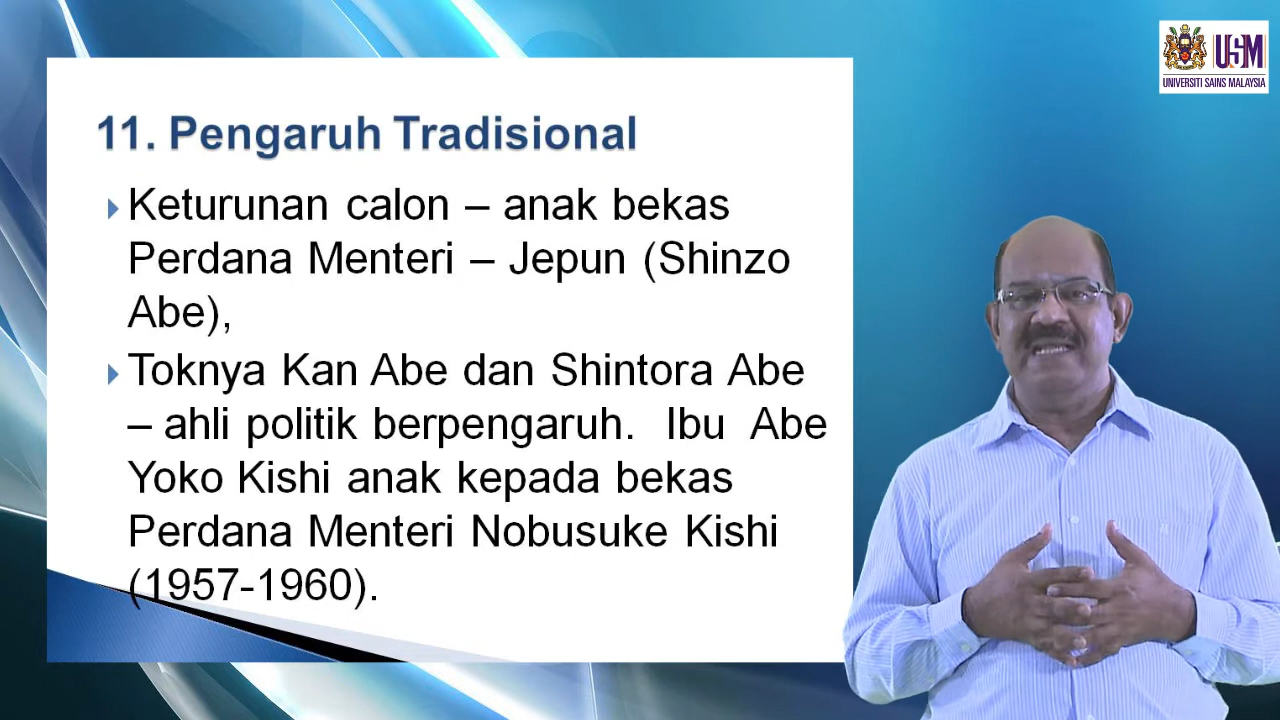 USM
UNIVERSITI SAINS MALAYSIA
11. Pengaruh Tradisional
Keturunan calon – anak bekas
Perdana Menteri – Jepun (Shinzo
Abe),
Toknya Kan Abe dan Shintora Abe
– ahli politik berpengaruh. Ibu Abe
Yoko Kishi anak kepada bekas
Perdana Menteri Nobusuke Kishi
(1957-1960).